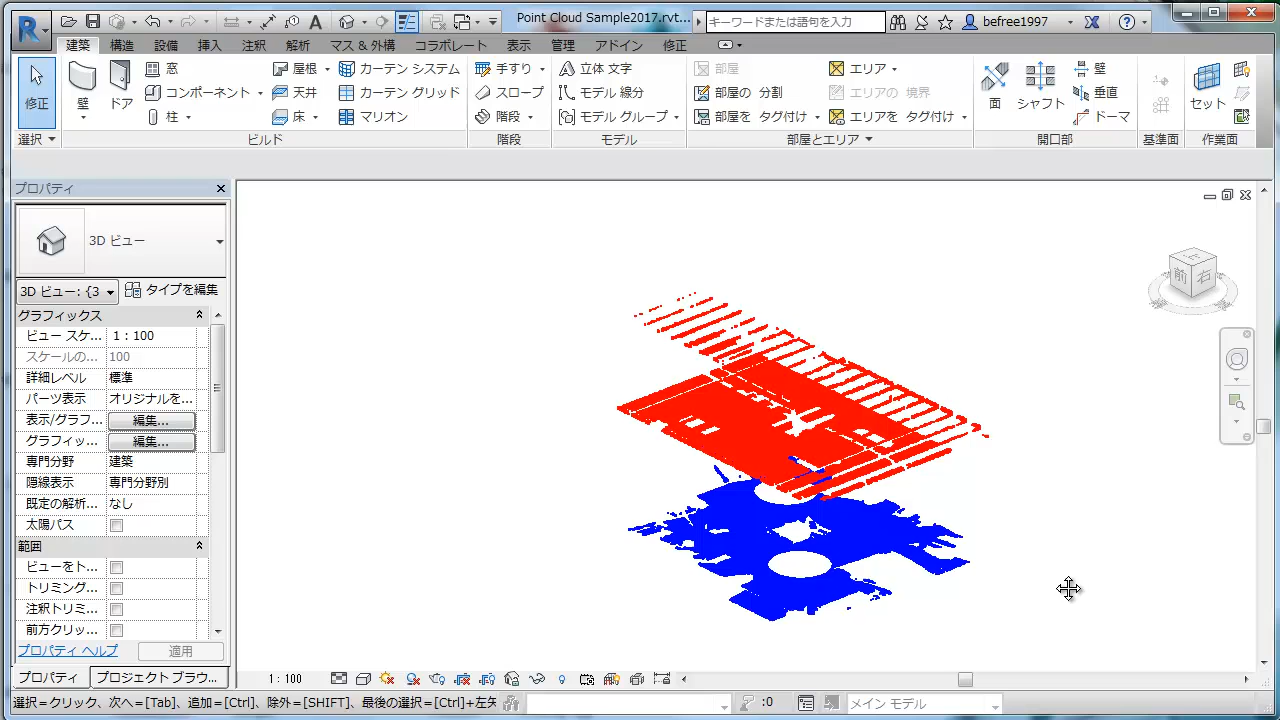 Point Cloud Sample2017.rvt...
キーワードまたは語句を入力
befree1997
建築 構造 設備 挿入 注釈 解析 マス & 外構 コラボレート 表示 管理 アドイン 修正
修正
壁
ドア
窓
コンポーネント
柱
屋根
天井
床
カーテン システム
カーテン グリッド
マリオン
手すり
スロープ
階段
立体 文字
モデル 線分
モデル グループ
部屋
部屋の 分割
部屋を タグ付け
エリア
エリアの 境界
エリアを タグ付け
面
シャフト
壁
垂直
ドーマ
セット
選択 ビルド 階段 モデル 部屋とエリア 開口部 基準面 作業面
プロパティ
3D ビュー
3D ビュー: {3
タイプを編集
グラフィックス
ビュー スケ... 1 : 100
スケールの... 100
詳細レベル 標準
パーツ表示 オリジナルを...
表示/グラフ... 編集...
グラフィッ... 編集...
専門分野 建築
隠線表示 専門分野別
既定の解析... なし
太陽パス
範囲
ビューをト...
トリミング...
注釈トリミ...
前方クリッ...
プロパティ ヘルプ 適用
プロパティ プロジェクト ブラウ...
前 右
1 : 100
選択=クリック、次へ=[Tab]、追加=[Ctrl]、除外=[SHIFT]、最後の選択=[Ctrl]+左矢
:0
メイン モデル